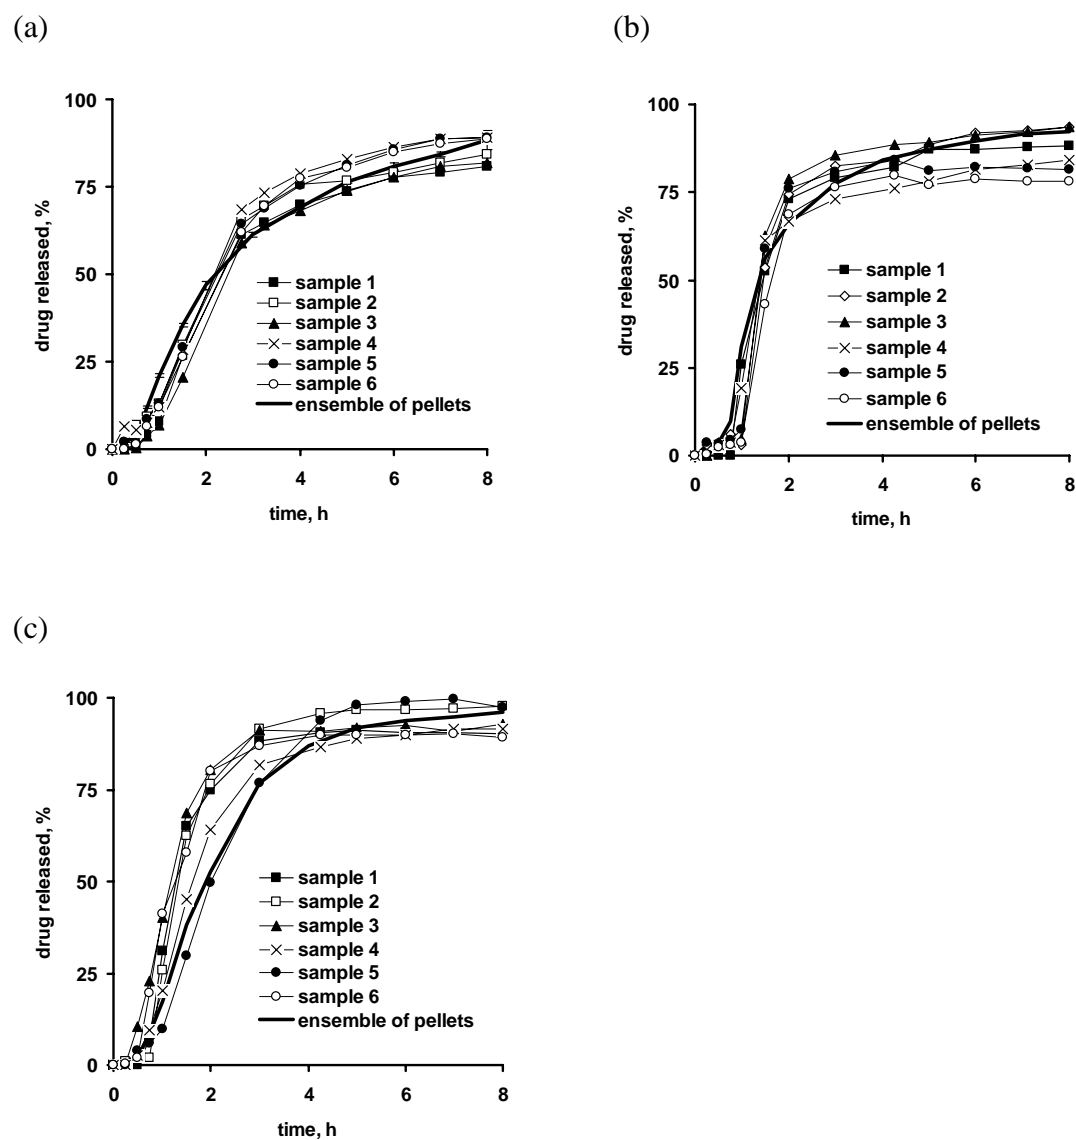 (a)
(b)
100
75
50
25
0
0
2
4
6
8
drug released, %
time, h
sample 1
sample 2
sample 3
sample 4
sample 5
sample 6
ensemble of pellets
100
75
50
25
0
0
2
4
6
8
drug released, %
time, h
sample 1
sample 2
sample 3
sample 4
sample 5
sample 6
ensemble of pellets
(c)
100
75
50
25
0
0
2
4
6
8
drug released, %
time, h
sample 1
sample 2
sample 3
sample 4
sample 5
sample 6
ensemble of pellets